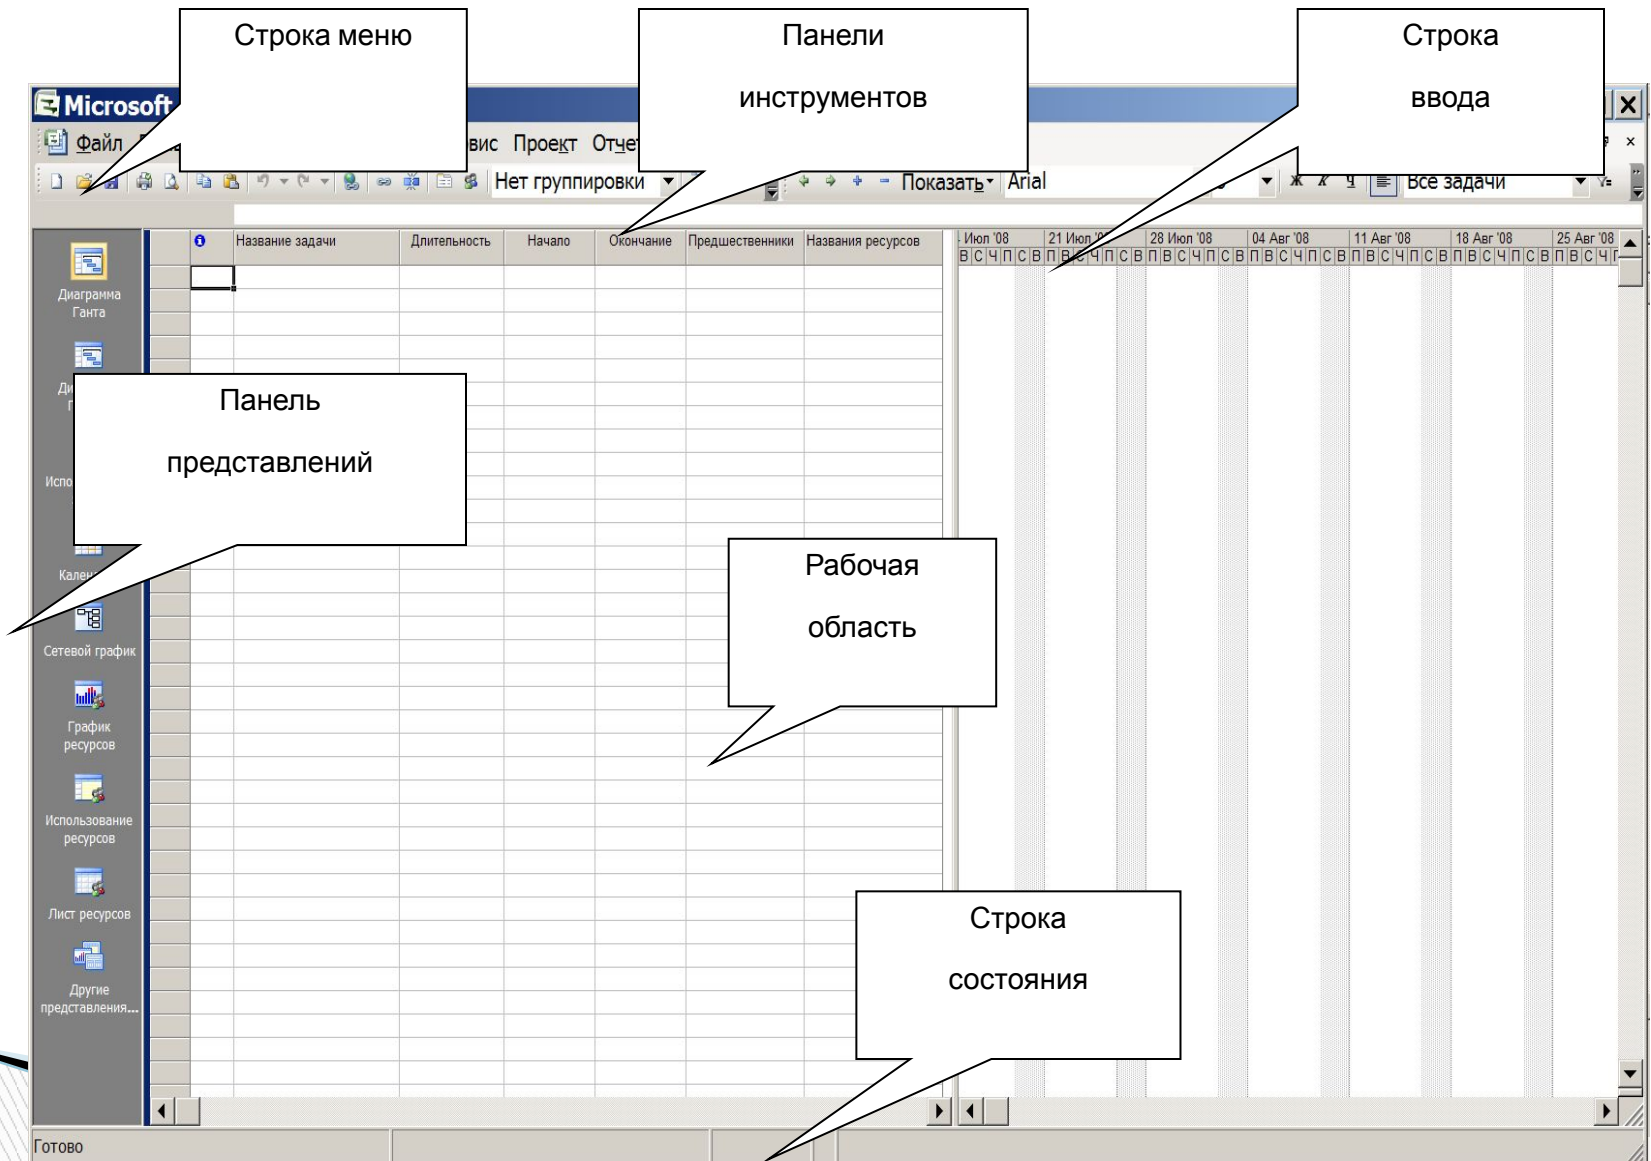 Строка меню
Панели
инструментов
Строка
ввода
Microsoft
Файл
Проект Отчет
Нет группировки
Показать Arial
Ж К Ч
Все задачи
Название задачи Длительность Начало Окончание Предшественники Названия ресурсов
Июл '08 21 Июл '08 28 Июл '08 04 Авг '08 11 Авг '08 18 Авг '08 25 Авг '08
В С Ч П С В П В С Ч П С В П В С Ч П С В П В С Ч П С В П В С Ч П С В П В С Ч П С В П В С Ч П
Диаграмма
Ганта
Панель
представлений
Рабочая
область
Сетевой график
График
ресурсов
Использование
ресурсов
Лист ресурсов
Другие
представления...
Строка
состояния
Готово